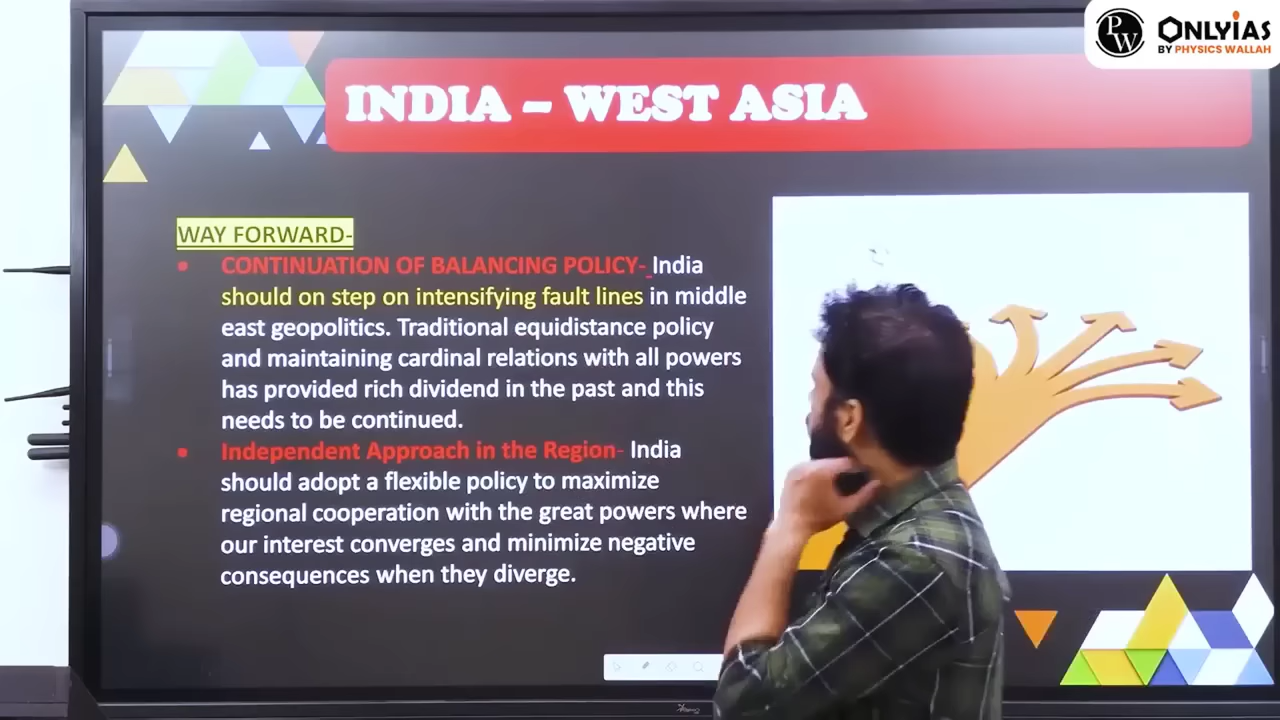 PW
ONLYIAS
BY PHYSICS WALLAH
INDIA – WEST ASIA
WAY FORWARD-
• CONTINUATION OF BALANCING POLICY- India
should on step on intensifying fault lines in middle
east geopolitics. Traditional equidistance policy
and maintaining cardinal relations with all powers
has provided rich dividend in the past and this
needs to be continued.
• Independent Approach in the Region- India
should adopt a flexible policy to maximize
regional cooperation with the great powers where
our interest converges and minimize negative
consequences when they diverge.